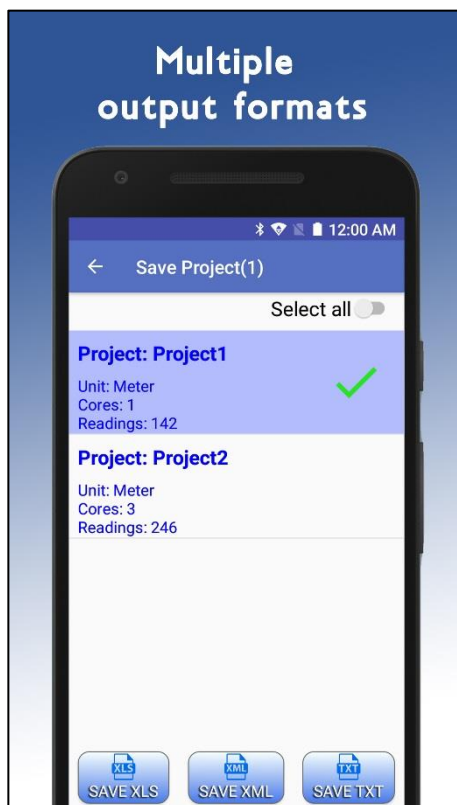 Multiple
output formats
12:00 AM
Save Project(1)
Select all
Project: Project1
Unit: Meter
Cores: 1
Readings: 142
Project: Project2
Unit: Meter
Cores: 3
Readings: 246
XLS XML TXT
SAVE XLS SAVE XML SAVE TXT